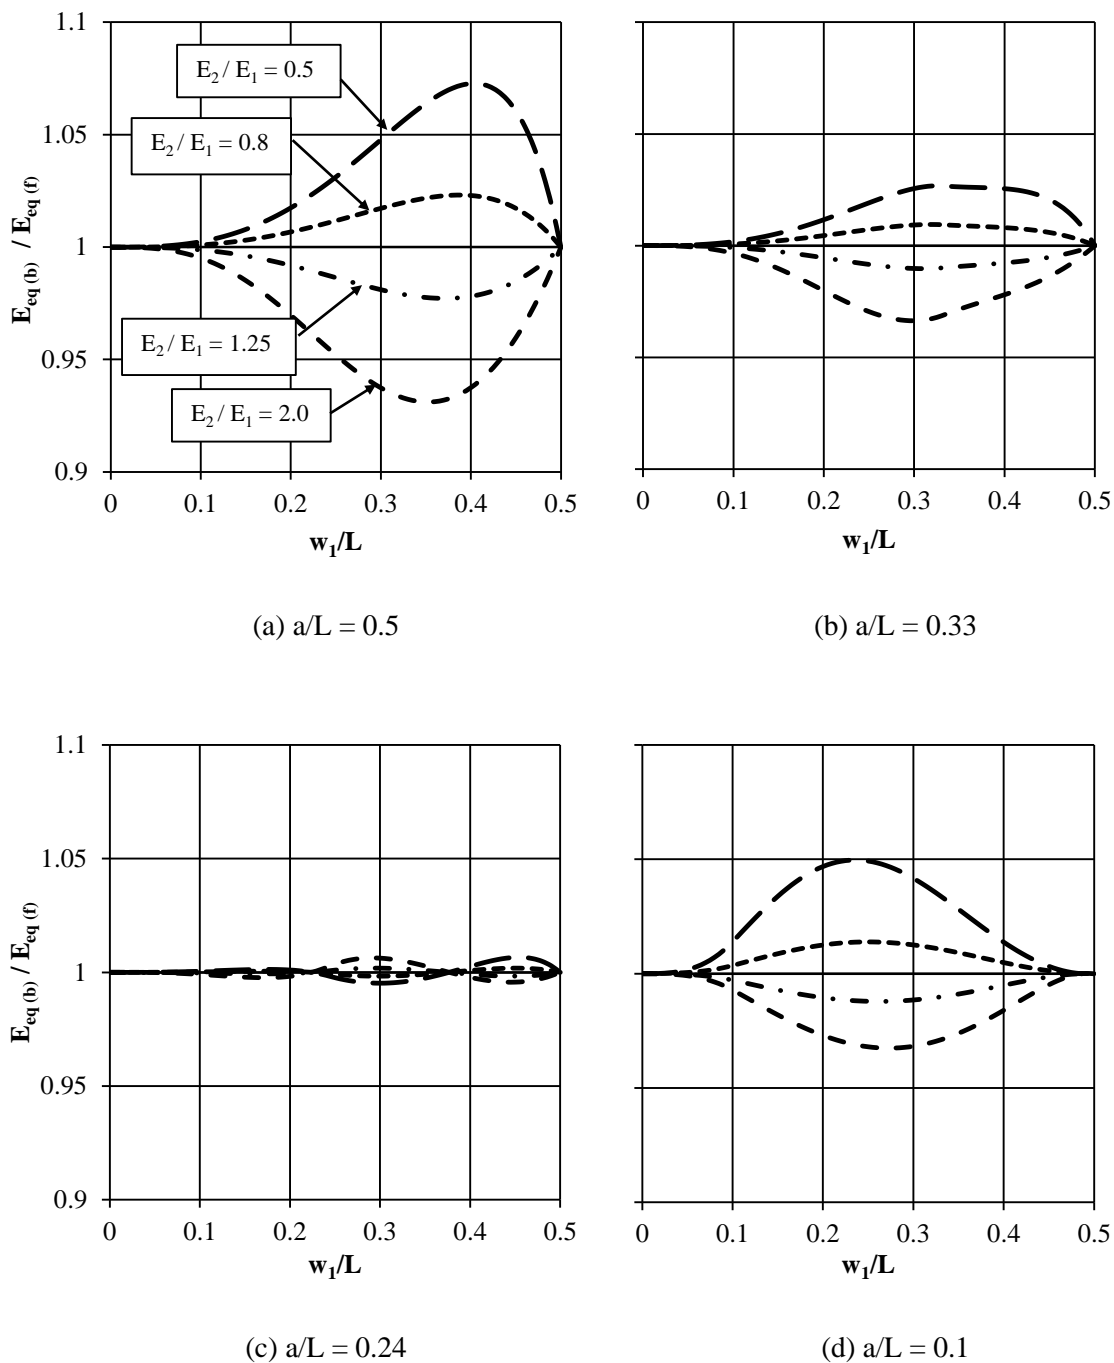 1.1
1.05
1
0.95
0.9
E₂ / E₁ = 0.5
E₂ / E₁ = 0.8
E₂ / E₁ = 1.25
E₂ / E₁ = 2.0
E_eq (b) / E_eq (f)
0 0.1 0.2 0.3 0.4 0.5
w₁/L
(a) a/L = 0.5
0 0.1 0.2 0.3 0.4 0.5
w₁/L
(b) a/L = 0.33
1.1
1.05
1
0.95
0.9
E_eq (b) / E_eq (f)
0 0.1 0.2 0.3 0.4 0.5
w₁/L
(c) a/L = 0.24
0 0.1 0.2 0.3 0.4 0.5
w₁/L
(d) a/L = 0.1